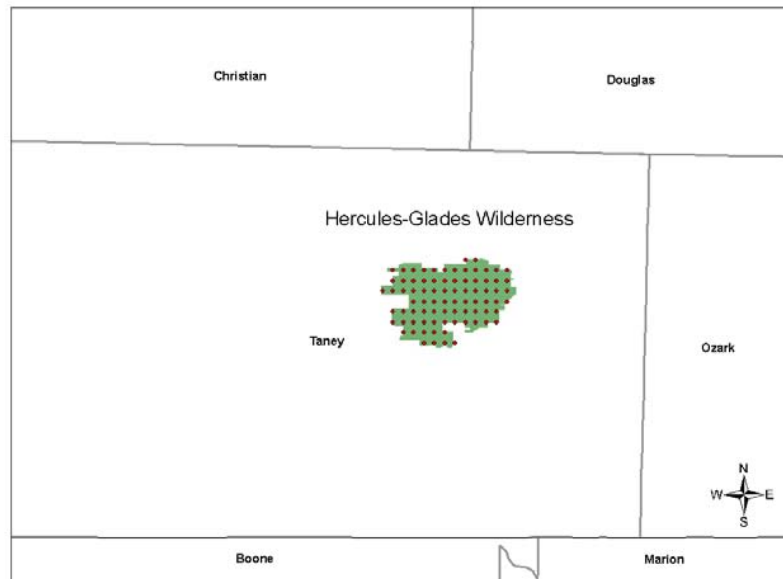 Christian
Douglas
Hercules-Glades Wilderness
Taney
Ozark
N
W E
S
Boone
Marion